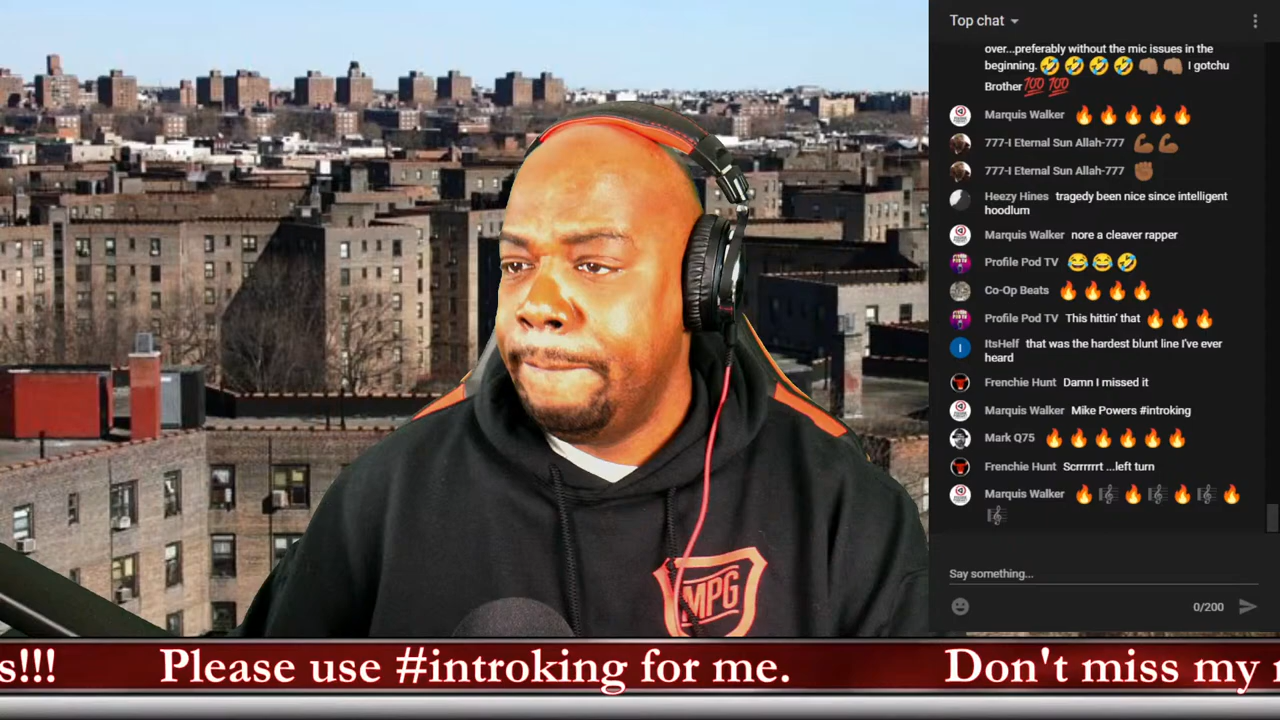 Top chat
over...preferably without the mic issues in the
beginning. 🤣 🤣 🤣 🤣 👊🏽 👊🏽 I gotchu
Brother💯 💯
Marquis Walker 🔥 🔥 🔥 🔥 🔥
777-I Eternal Sun Allah-777 💪🏾 💪🏾
777-I Eternal Sun Allah-777 ✊🏾
Heezy Hines tragedy been nice since intelligent
hoodlum
Marquis Walker nore a cleaver rapper
Profile Pod TV 😂 😂 🤣
Co-Op Beats 🔥 🔥 🔥 🔥
Profile Pod TV This hittin' that 🔥 🔥 🔥
ItsHelf that was the hardest blunt line I've ever
heard
Frenchie Hunt Damn I missed it
Marquis Walker Mike Powers #introking
Mark Q75 🔥 🔥 🔥 🔥 🔥 🔥
Frenchie Hunt Scrrrrrrt ...left turn
Marquis Walker 🔥 🎼 🔥 🎼 🔥 🎼 🔥
🎼
Say something...
0/200
MPG
s!!! Please use #introking for me. Don't miss my